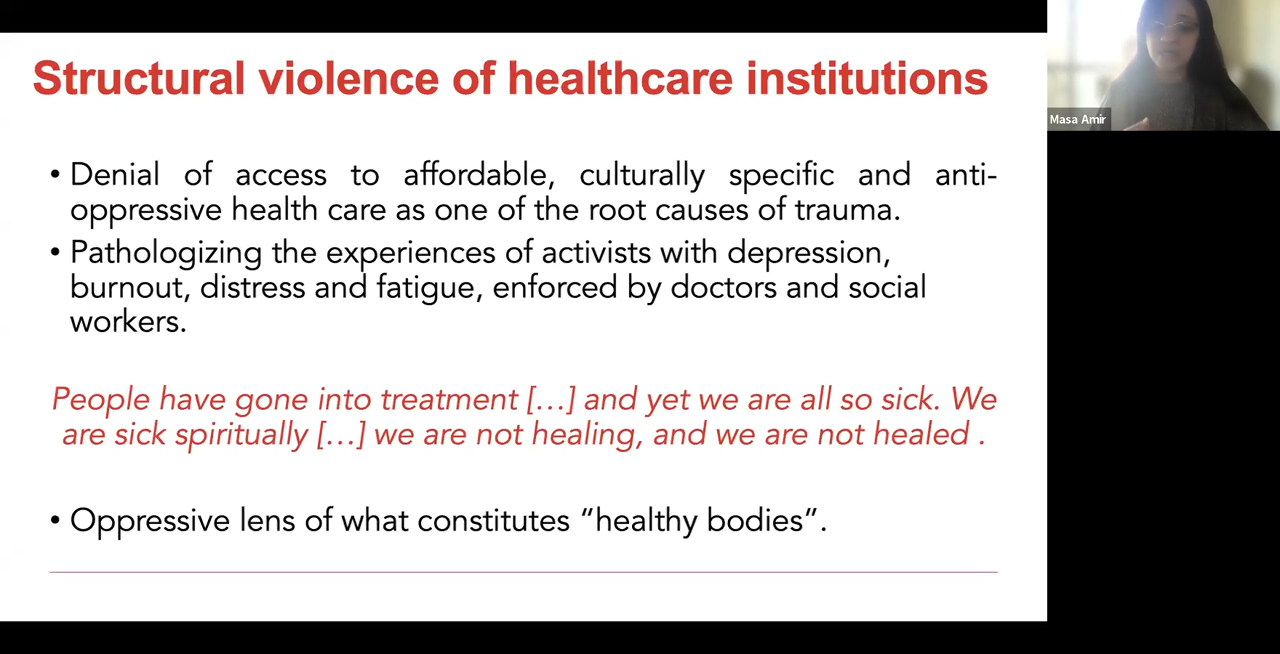 Structural violence of healthcare institutions
Masa Amir
• Denial of access to affordable, culturally specific and anti-
oppressive health care as one of the root causes of trauma.
• Pathologizing the experiences of activists with depression,
burnout, distress and fatigue, enforced by doctors and social
workers.
People have gone into treatment […] and yet we are all so sick. We
are sick spiritually […] we are not healing, and we are not healed .
• Oppressive lens of what constitutes “healthy bodies”.